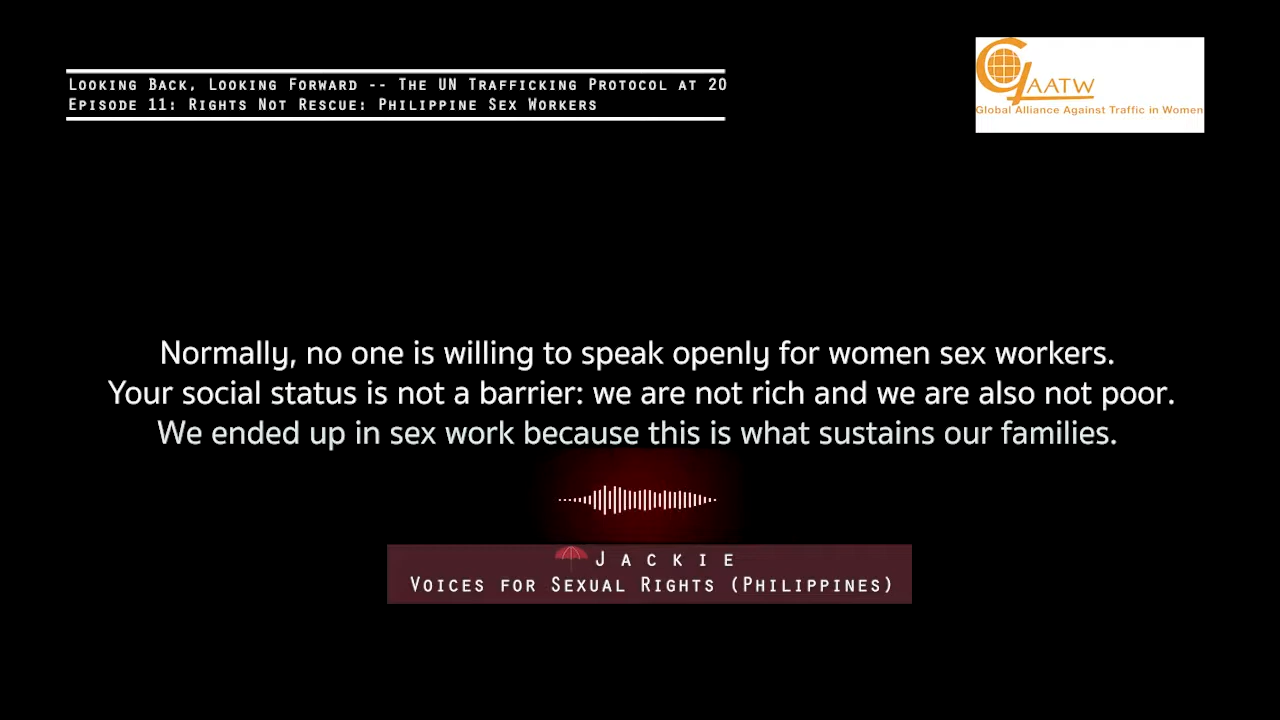 Looking Back, Looking Forward -- The UN Trafficking Protocol at 20
Episode 11: Rights Not Rescue: Philippine Sex Workers
GAATW
Global Alliance Against Traffic in Women
Normally, no one is willing to speak openly for women sex workers.
Your social status is not a barrier: we are not rich and we are also not poor.
We ended up in sex work because this is what sustains our families.
Jackie
Voices for Sexual Rights (Philippines)